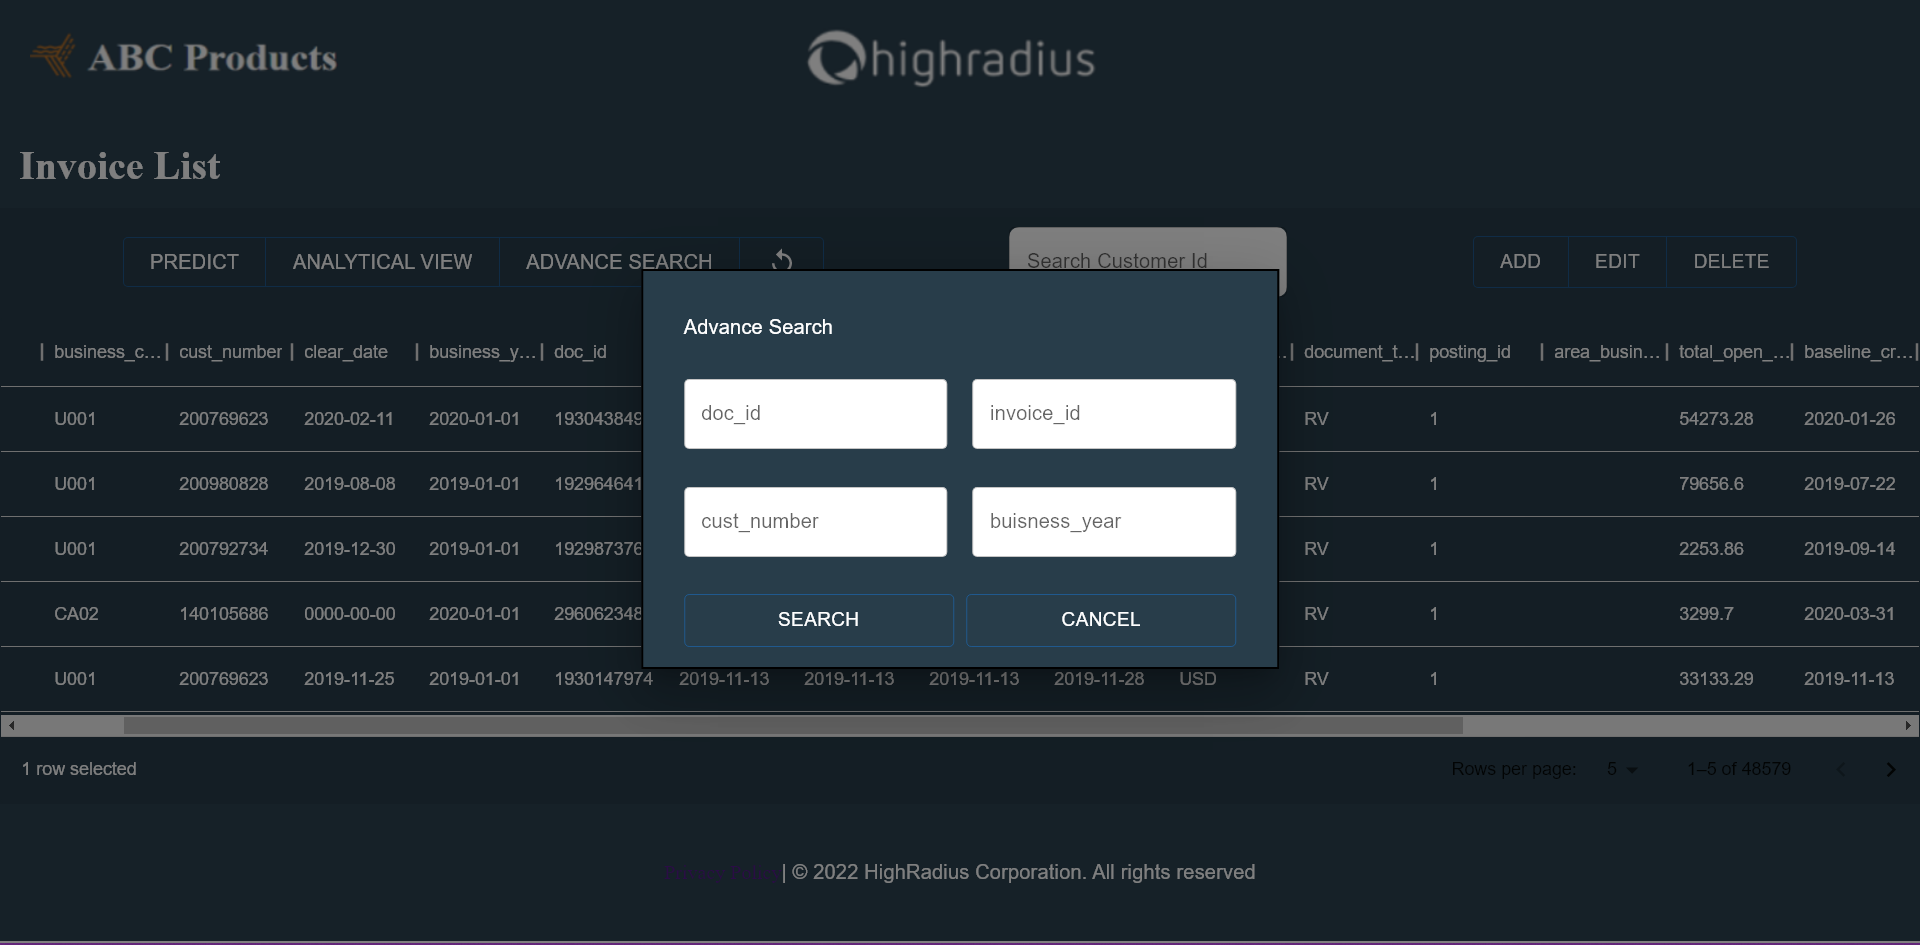 ABC Products
highradius
Invoice List
PREDICT ANALYTICAL VIEW ADVANCE SEARCH Search Customer Id ADD EDIT DELETE
Advance Search
doc_id invoice_id
cust_number buisness_year
SEARCH CANCEL
business_c... cust_number clear_date business_y... doc_id document_t... posting_id area_busin... total_open_... baseline_cr...
U001 200769623 2020-02-11 2020-01-01 193043849 RV 1 54273.28 2020-01-26
U001 200980828 2019-08-08 2019-01-01 192964641 RV 1 79656.6 2019-07-22
U001 200792734 2019-12-30 2019-01-01 192987376 RV 1 2253.86 2019-09-14
CA02 140105686 0000-00-00 2020-01-01 296062348 RV 1 3299.7 2020-03-31
U001 200769623 2019-11-25 2019-01-01 1930147974 2019-11-13 2019-11-13 2019-11-13 2019-11-28 USD RV 1 33133.29 2019-11-13
1 row selected Rows per page: 5 1–5 of 48579
| © 2022 HighRadius Corporation. All rights reserved